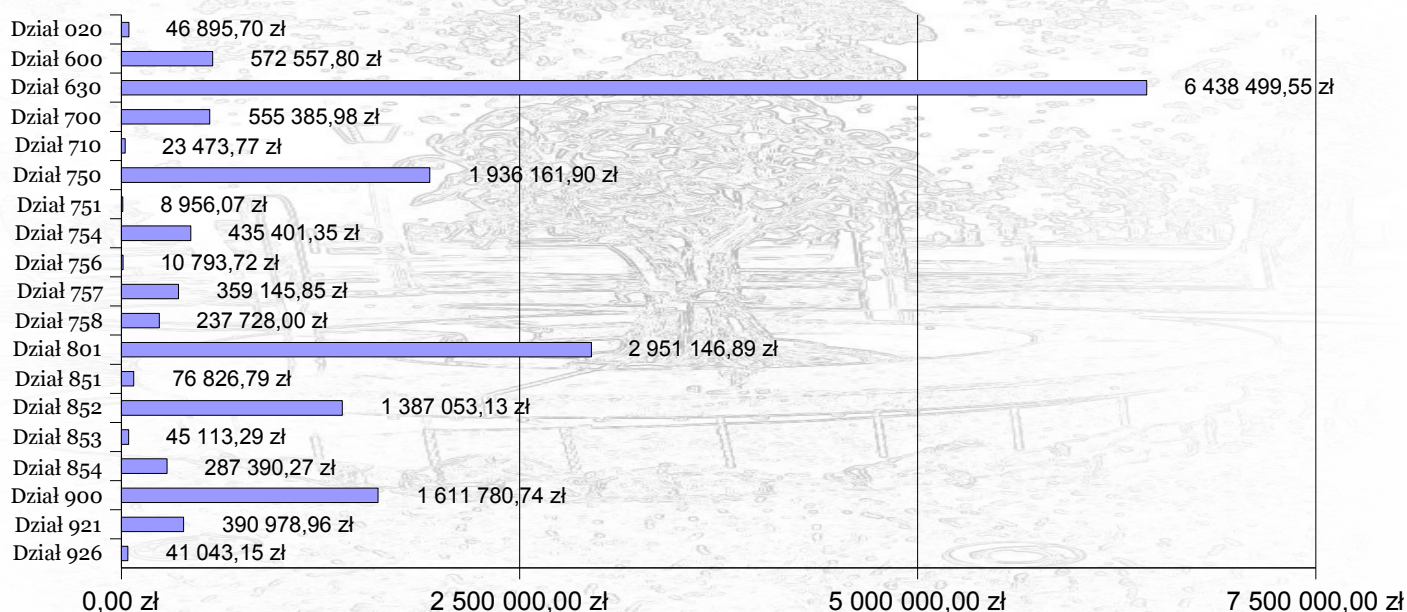 Dział 020 46 895,70 zł
Dział 600 572 557,80 zł
Dział 630 6 438 499,55 zł
Dział 700 555 385,98 zł
Dział 710 23 473,77 zł
Dział 750 1 936 161,90 zł
Dział 751 8 956,07 zł
Dział 754 435 401,35 zł
Dział 756 10 793,72 zł
Dział 757 359 145,85 zł
Dział 758 237 728,00 zł
Dział 801 2 951 146,89 zł
Dział 851 76 826,79 zł
Dział 852 1 387 053,13 zł
Dział 853 45 113,29 zł
Dział 854 287 390,27 zł
Dział 900 1 611 780,74 zł
Dział 921 390 978,96 zł
Dział 926 41 043,15 zł
0,00 zł 2 500 000,00 zł 5 000 000,00 zł 7 500 000,00 zł